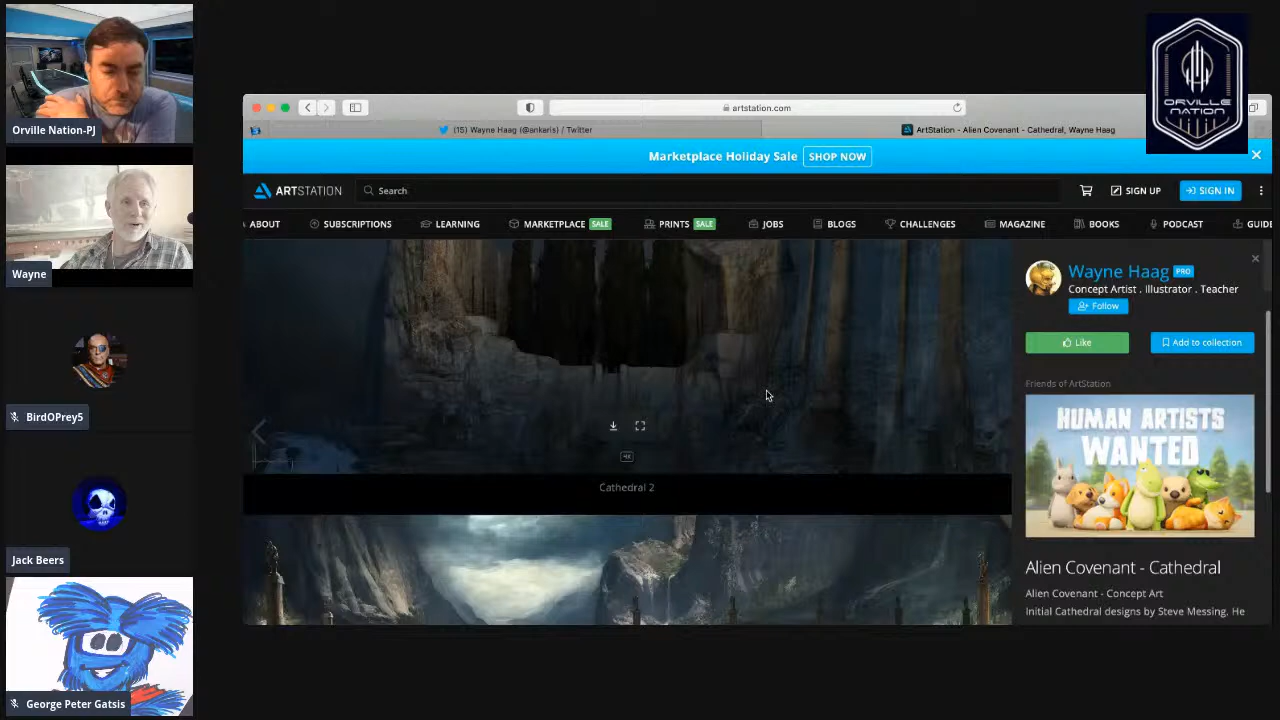 Orville Nation-PJ
Wayne
BirdOPrey5
Jack Beers
George Peter Gatsis
artstation.com
(15) Wayne Haag (@ankaris) / Twitter
ArtStation - Alien Covenant - Cathedral, Wayne Haag
ORVILLE
NATION
Marketplace Holiday Sale SHOP NOW
ARTSTATION Search SIGN UP SIGN IN
ABOUT SUBSCRIPTIONS LEARNING MARKETPLACE SALE PRINTS SALE JOBS BLOGS CHALLENGES MAGAZINE BOOKS PODCAST GUIDE
4K
Cathedral 2
Wayne Haag PRO
Concept Artist . illustrator . Teacher
Follow
Like Add to collection
Friends of ArtStation
HUMAN ARTISTS
WANTED
Alien Covenant - Cathedral
Alien Covenant - Concept Art
Initial Cathedral designs by Steve Messing. He